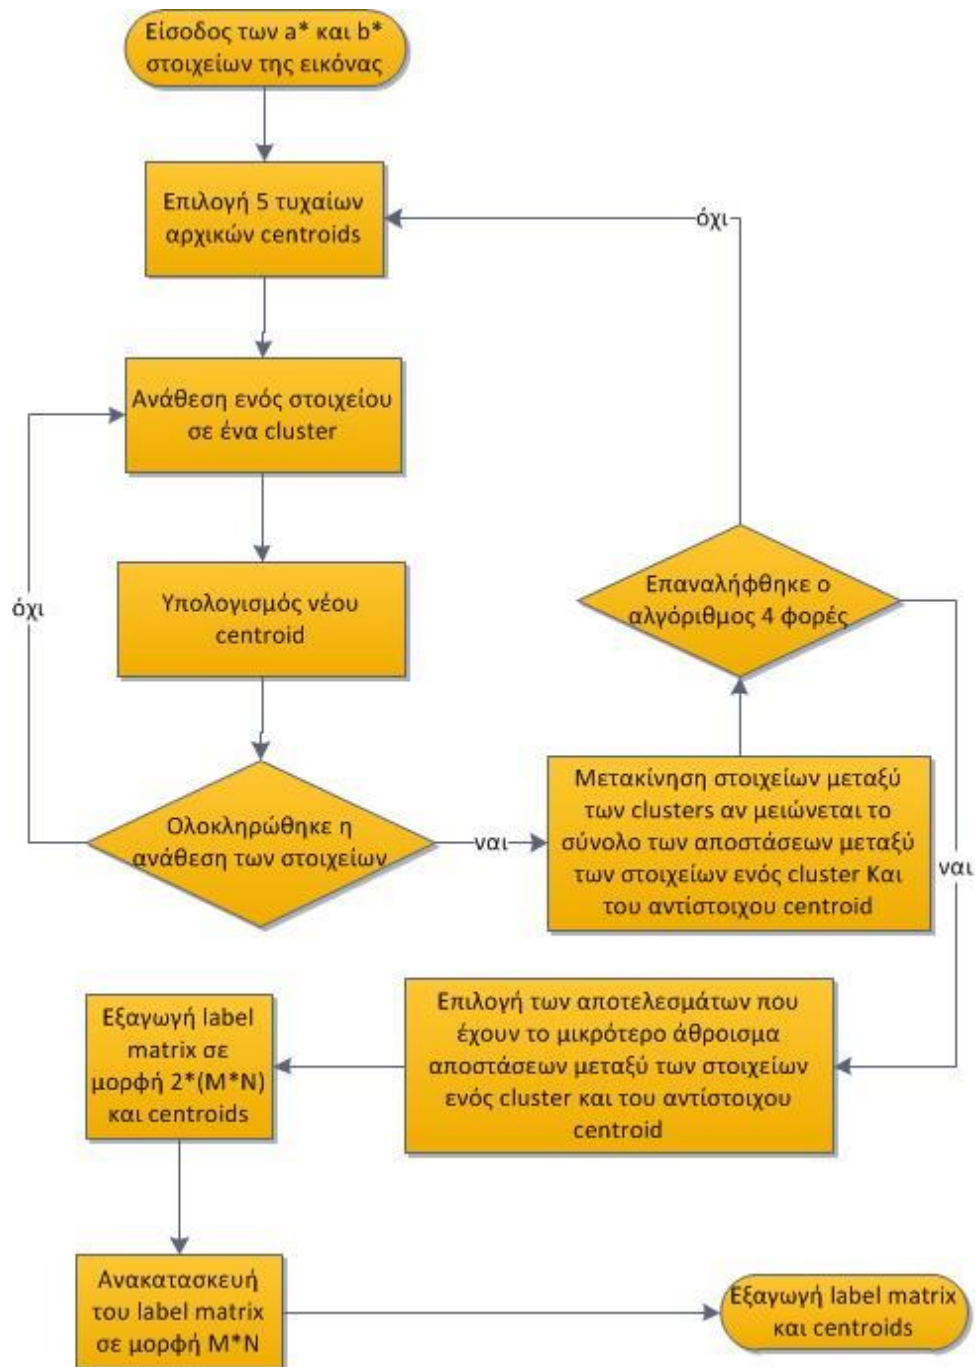 Είσοδος των a* και b*
στοιχείων της εικόνας
Επιλογή 5 τυχαίων
αρχικών centroids
όχι
Ανάθεση ενός στοιχείου
σε ένα cluster
όχι
Υπολογισμός νέου
centroid
Επαναλήφθηκε ο
αλγόριθμος 4 φορές
Ολοκληρώθηκε η
ανάθεση των στοιχείων
ναι
Μετακίνηση στοιχείων μεταξύ
των clusters αν μειώνεται το
σύνολο των αποστάσεων μεταξύ
των στοιχείων ενός cluster Και
του αντίστοιχου centroid
ναι
Επιλογή των αποτελεσμάτων που
έχουν το μικρότερο άθροισμα
αποστάσεων μεταξύ των στοιχείων
ενός cluster και του αντίστοιχου
centroid
Εξαγωγή label
matrix σε
μορφή 2*(M*N)
και centroids
Ανακατασκευή
του label matrix
σε μορφή M*N
Εξαγωγή label matrix
και centroids